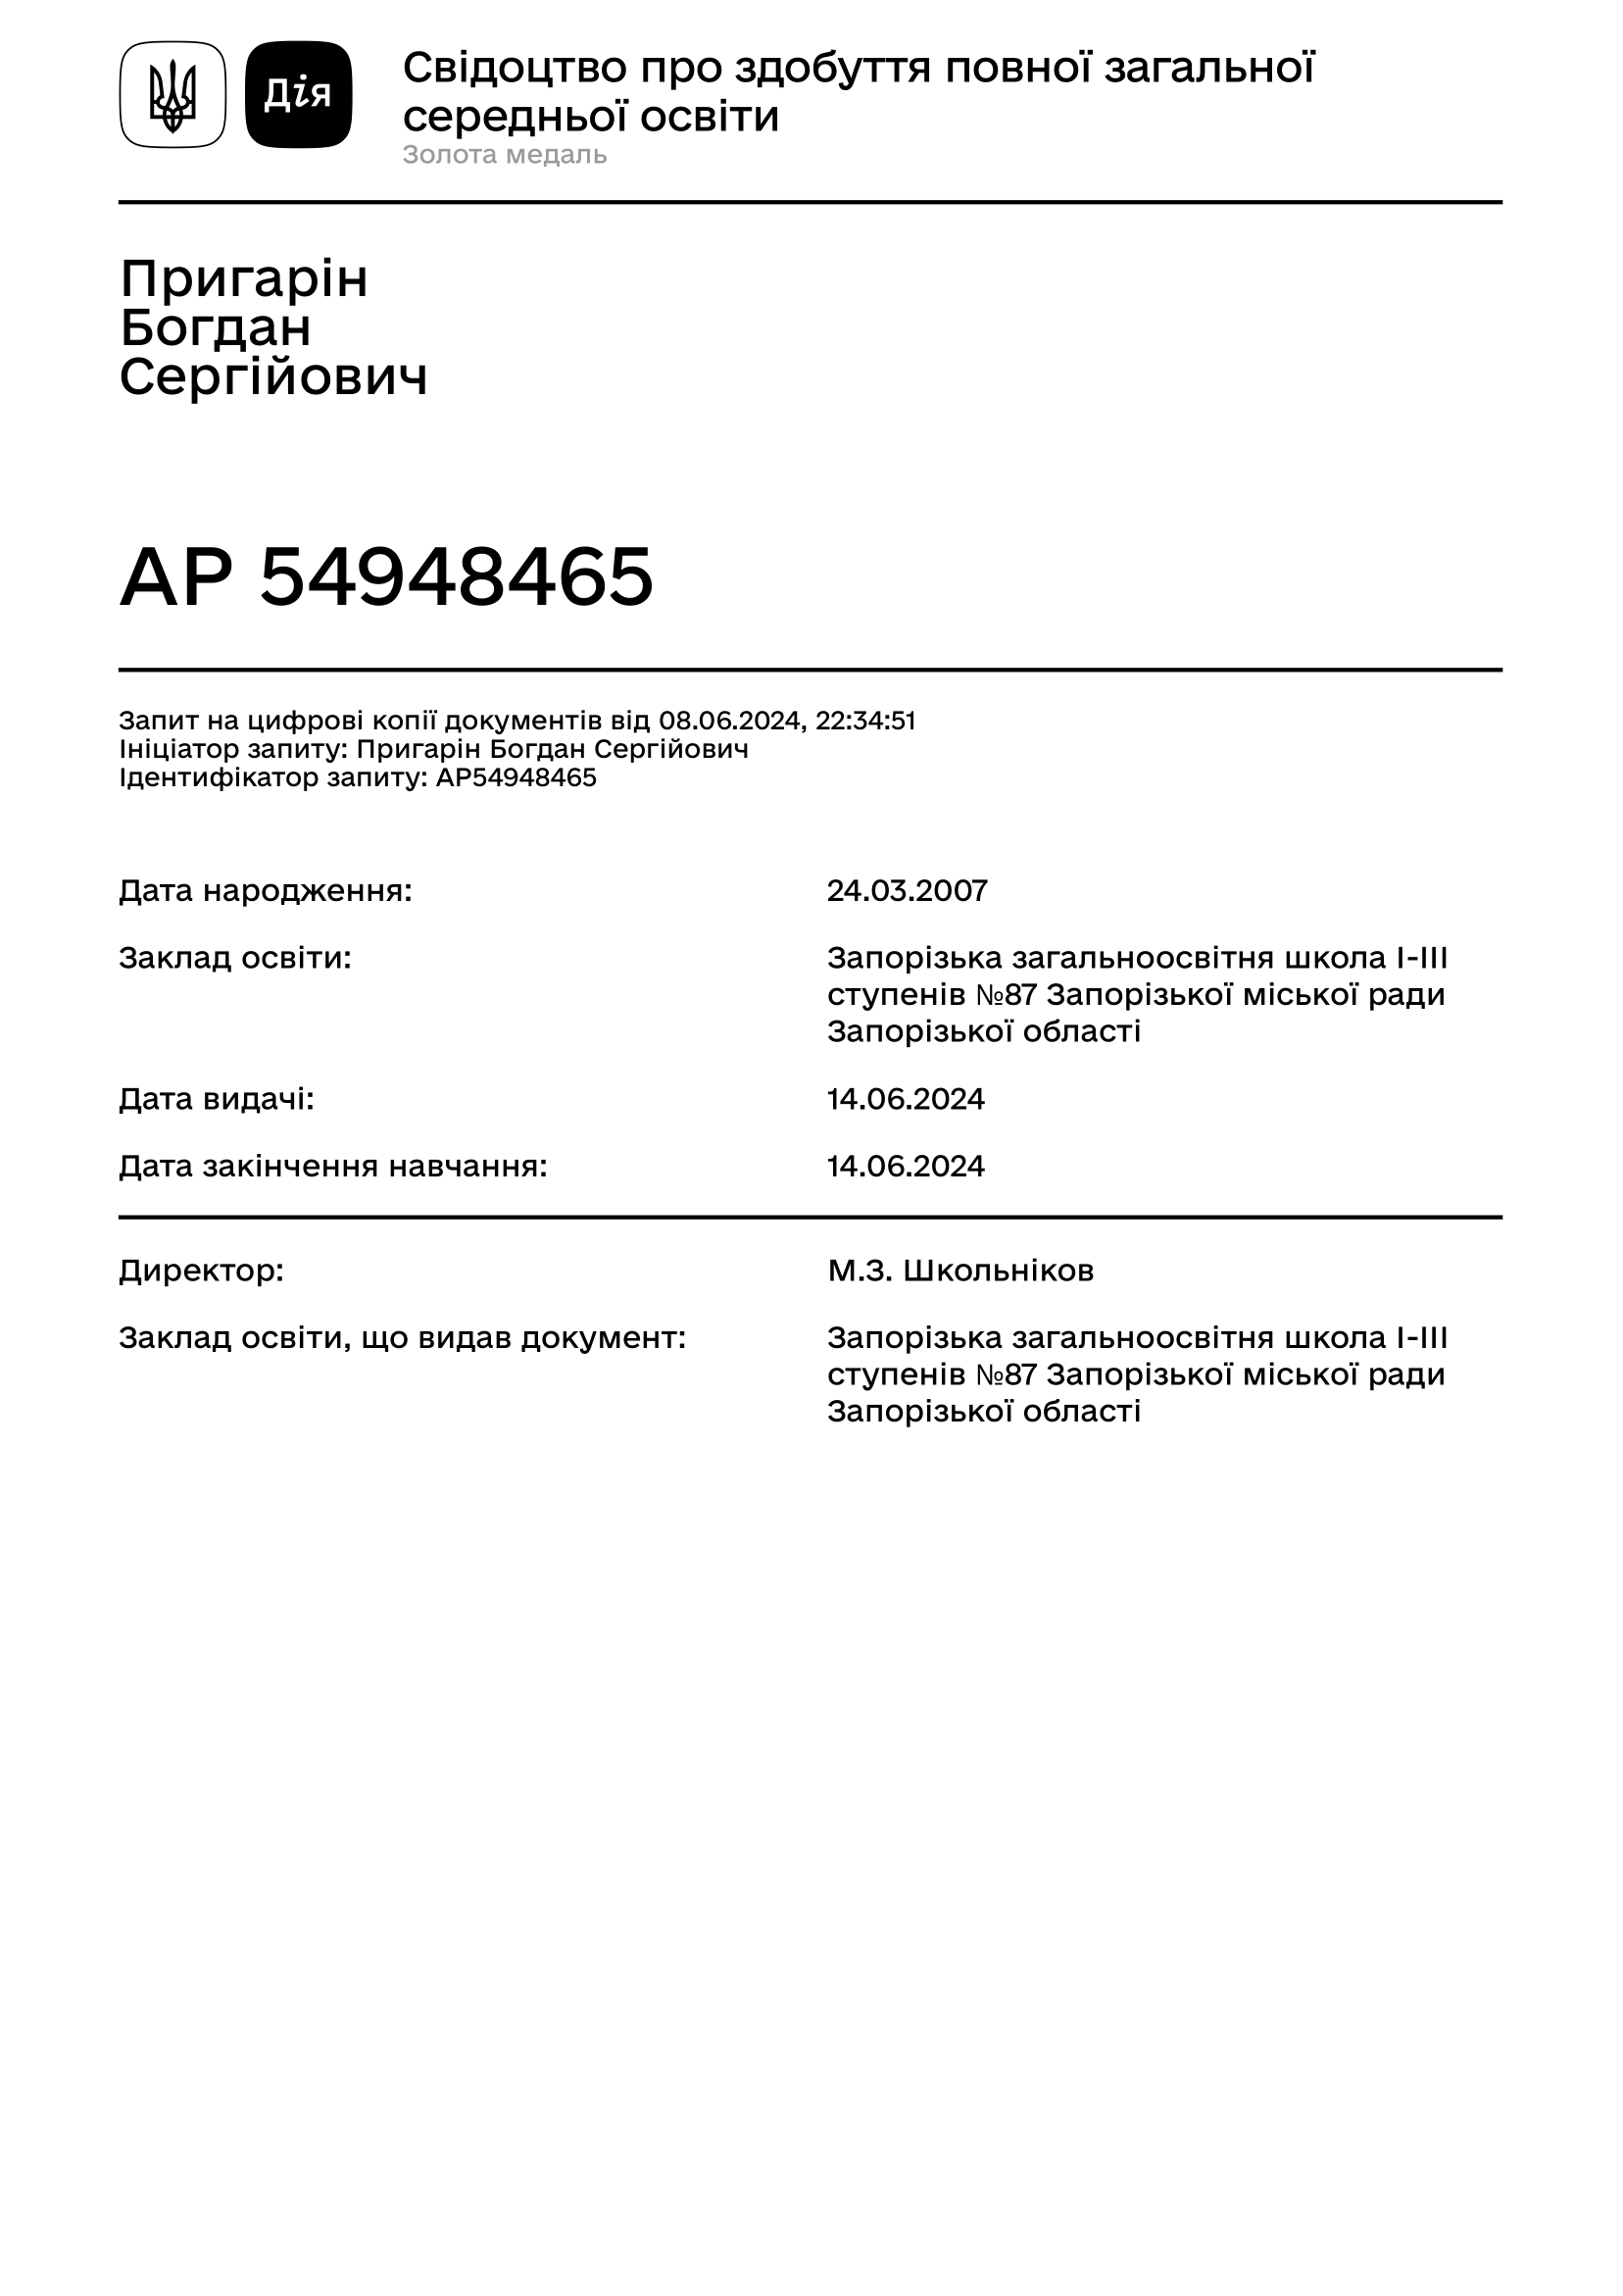 Дія
Свідоцтво про здобуття повної загальної
середньої освіти
Золота медаль
Пригарін
Богдан
Сергійович
АР 54948465
Запит на цифрові копії документів від 08.06.2024, 22:34:51
Ініціатор запиту: Пригарін Богдан Сергійович
Ідентифікатор запиту: АР54948465
Дата народження: 24.03.2007
Заклад освіти: Запорізька загальноосвітня школа І-ІІІ
ступенів №87 Запорізької міської ради
Запорізької області
Дата видачі: 14.06.2024
Дата закінчення навчання: 14.06.2024
Директор: М.З. Школьніков
Заклад освіти, що видав документ: Запорізька загальноосвітня школа І-ІІІ
ступенів №87 Запорізької міської ради
Запорізької області